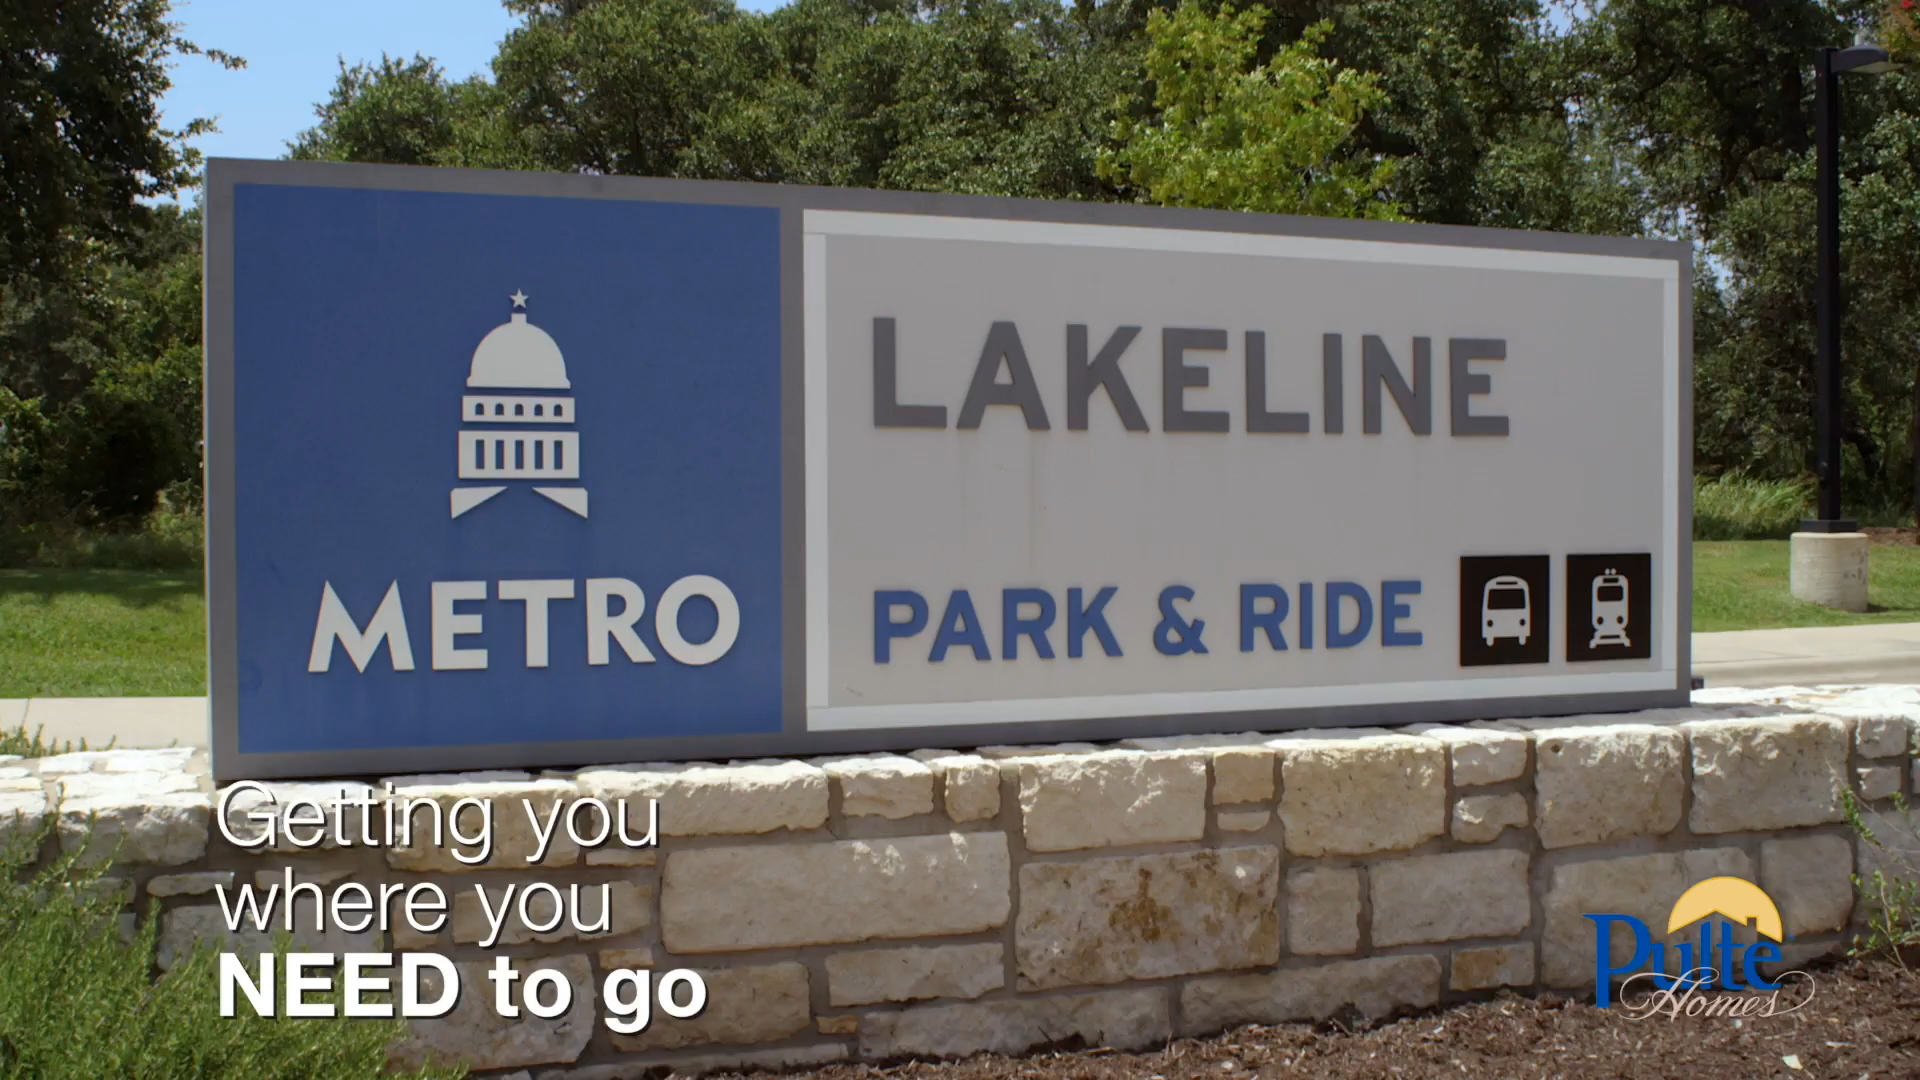 METRO
LAKELINE
PARK & RIDE
Getting you
where you
NEED to go
Pulte
Homes